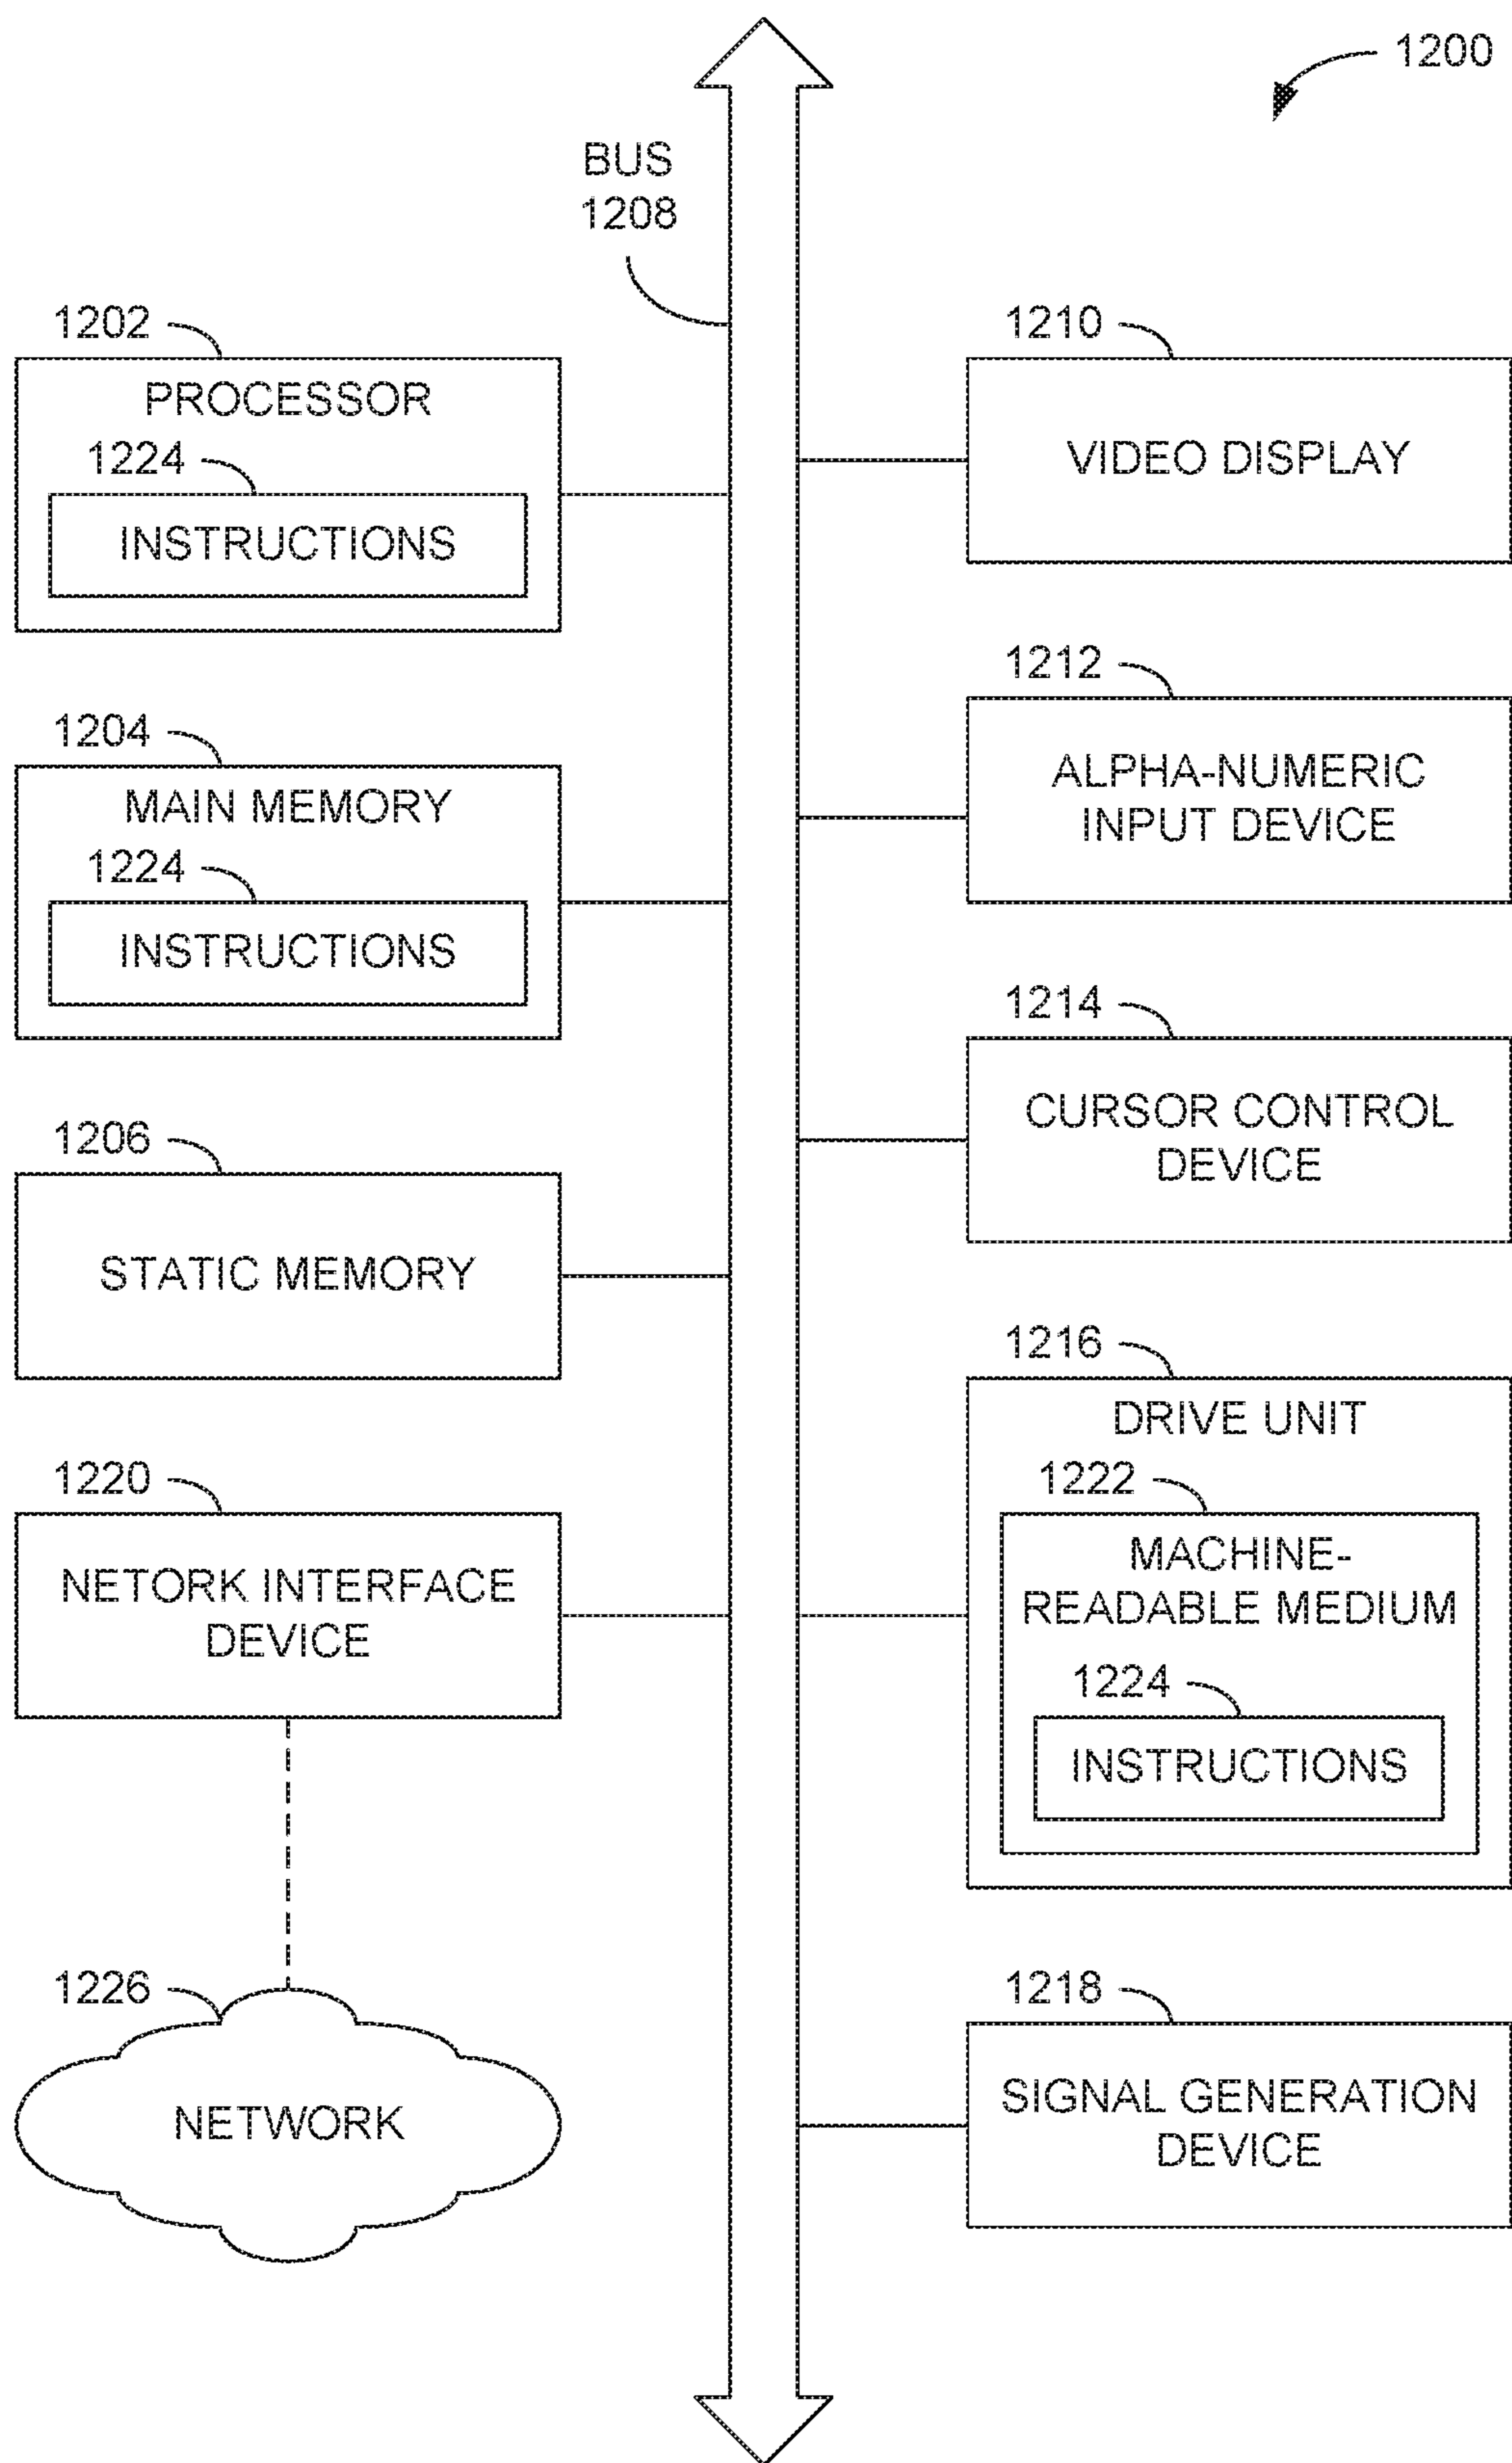 1200
BUS
1208
1202
PROCESSOR
1224
INSTRUCTIONS
1204
MAIN MEMORY
1224
INSTRUCTIONS
1206
STATIC MEMORY
1220
NETORK INTERFACE
DEVICE
1226
NETWORK
1210
VIDEO DISPLAY
1212
ALPHA-NUMERIC
INPUT DEVICE
1214
CURSOR CONTROL
DEVICE
1216
DRIVE UNIT
1222
MACHINE-
READABLE MEDIUM
1224
INSTRUCTIONS
1218
SIGNAL GENERATION
DEVICE